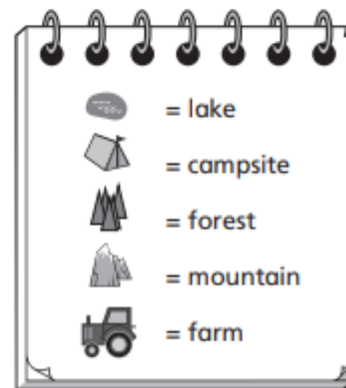 = lake
= campsite
= forest
= mountain
= farm